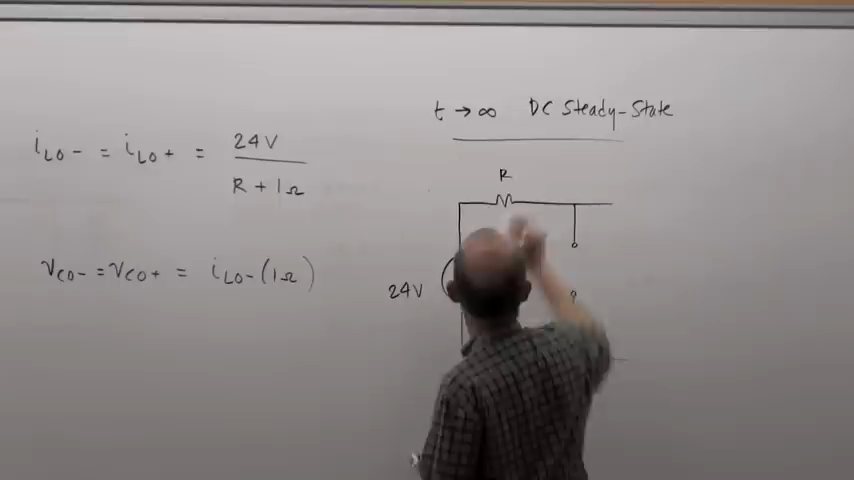 i_L0- = i_L0+ = 24V / R + 1Ω
v_C0- = v_C0+ = i_L0- (1Ω)
t → ∞ DC Steady-State
R
24V